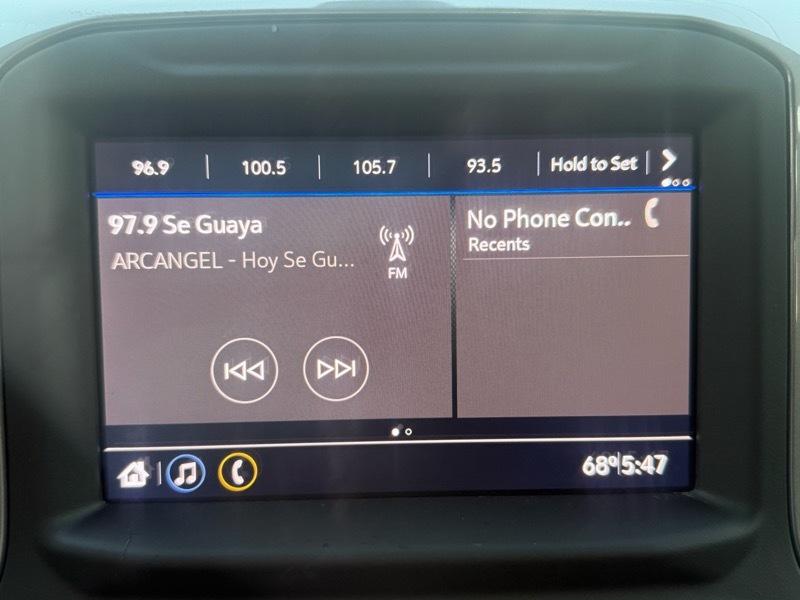 96.9 | 100.5 | 105.7 | 93.5 | Hold to Set |
97.9 Se Guaya
ARCANGEL - Hoy Se Gu...
FM
No Phone Con..
Recents
68° 5:47